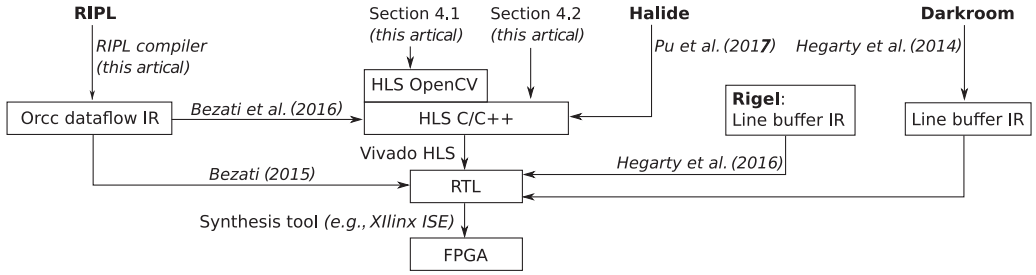 RIPL
Section 4.1
(this artical)
Section 4.2
(this artical)
Halide
Darkroom
RIPL compiler
(this artical)
Pu et al. (2017)
Hegarty et al. (2014)
HLS OpenCV
Orcc dataflow IR
Bezati et al. (2016)
HLS C/C++
Rigel:
Line buffer IR
Line buffer IR
Vivado HLS
Hegarty et al. (2016)
Bezati (2015)
RTL
Synthesis tool (e.g., XIlinx ISE)
FPGA